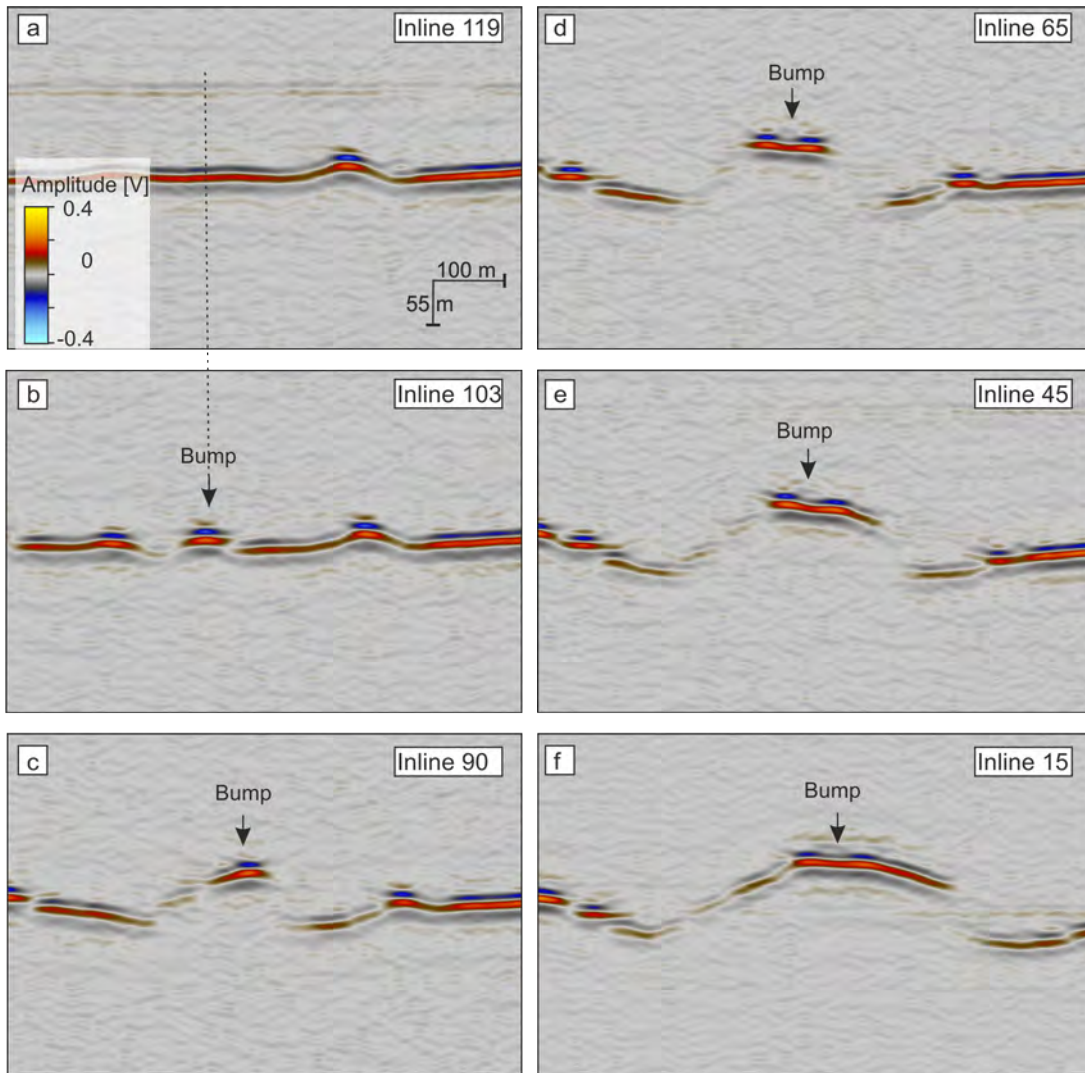 a
Inline 119
Amplitude [V]
0.4
0
-0.4
100 m
55 m
b
Inline 103
Bump
c
Inline 90
Bump
d
Inline 65
Bump
e
Inline 45
Bump
f
Inline 15
Bump